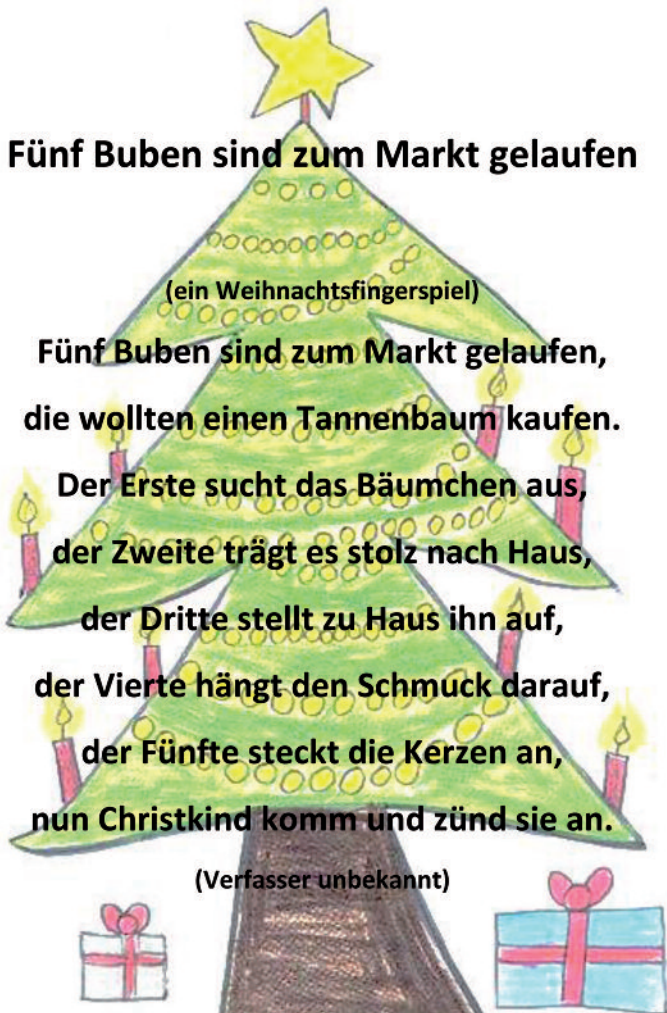 Fünf Buben sind zum Markt gelaufen
(ein Weihnachtsfingerspiel)
Fünf Buben sind zum Markt gelaufen,
die wollten einen Tannenbaum kaufen.
Der Erste sucht das Bäumchen aus,
der Zweite trägt es stolz nach Haus,
der Dritte stellt zu Haus ihn auf,
der Vierte hängt den Schmuck darauf,
der Fünfte steckt die Kerzen an,
nun Christkind komm und zünd sie an.
(Verfasser unbekannt)